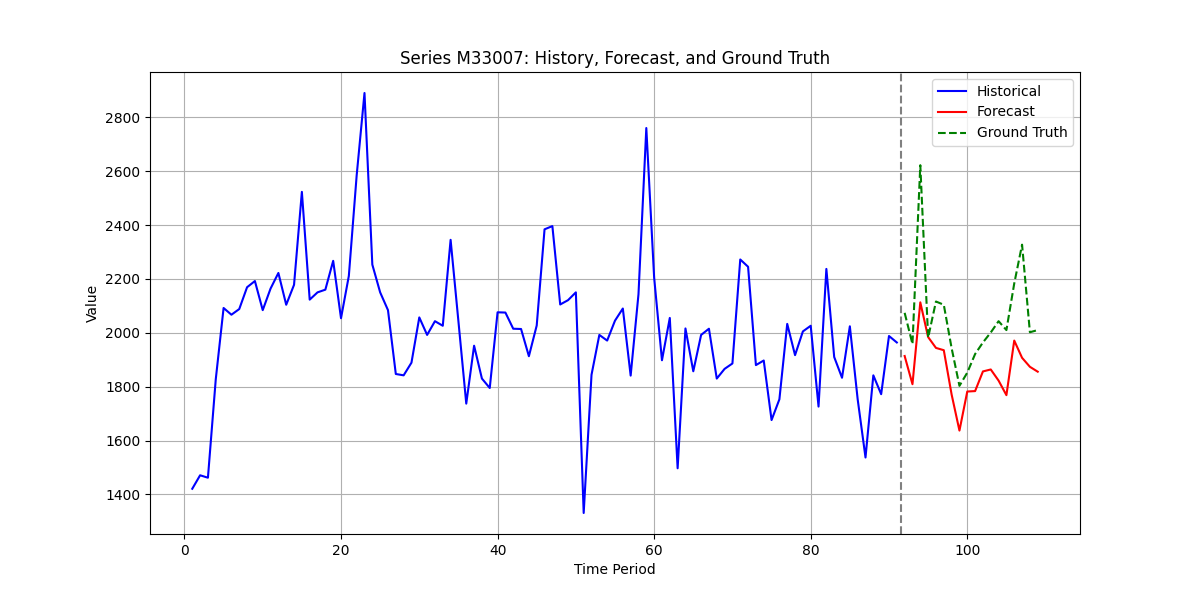 Series M33007: History, Forecast, and Ground Truth
Historical
Forecast
Ground Truth
Value
2800
2600
2400
2200
2000
1800
1600
1400
0 20 40 60 80 100
Time Period